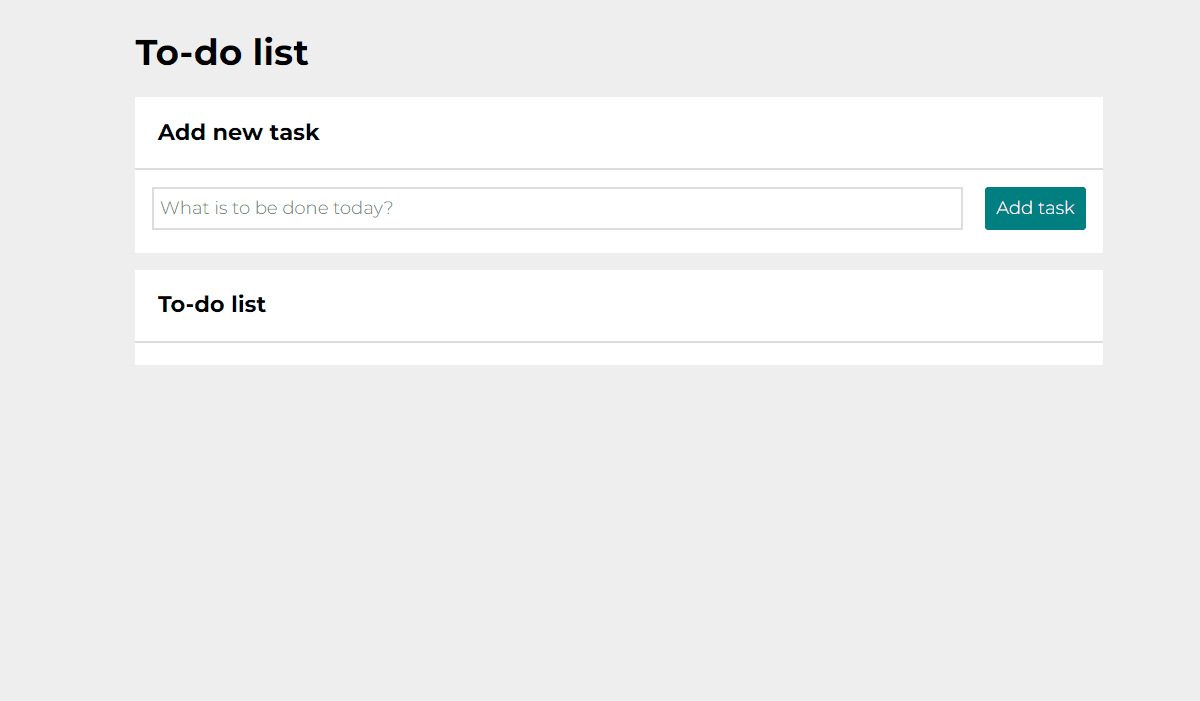 To-do list
Add new task
What is to be done today?
Add task
To-do list